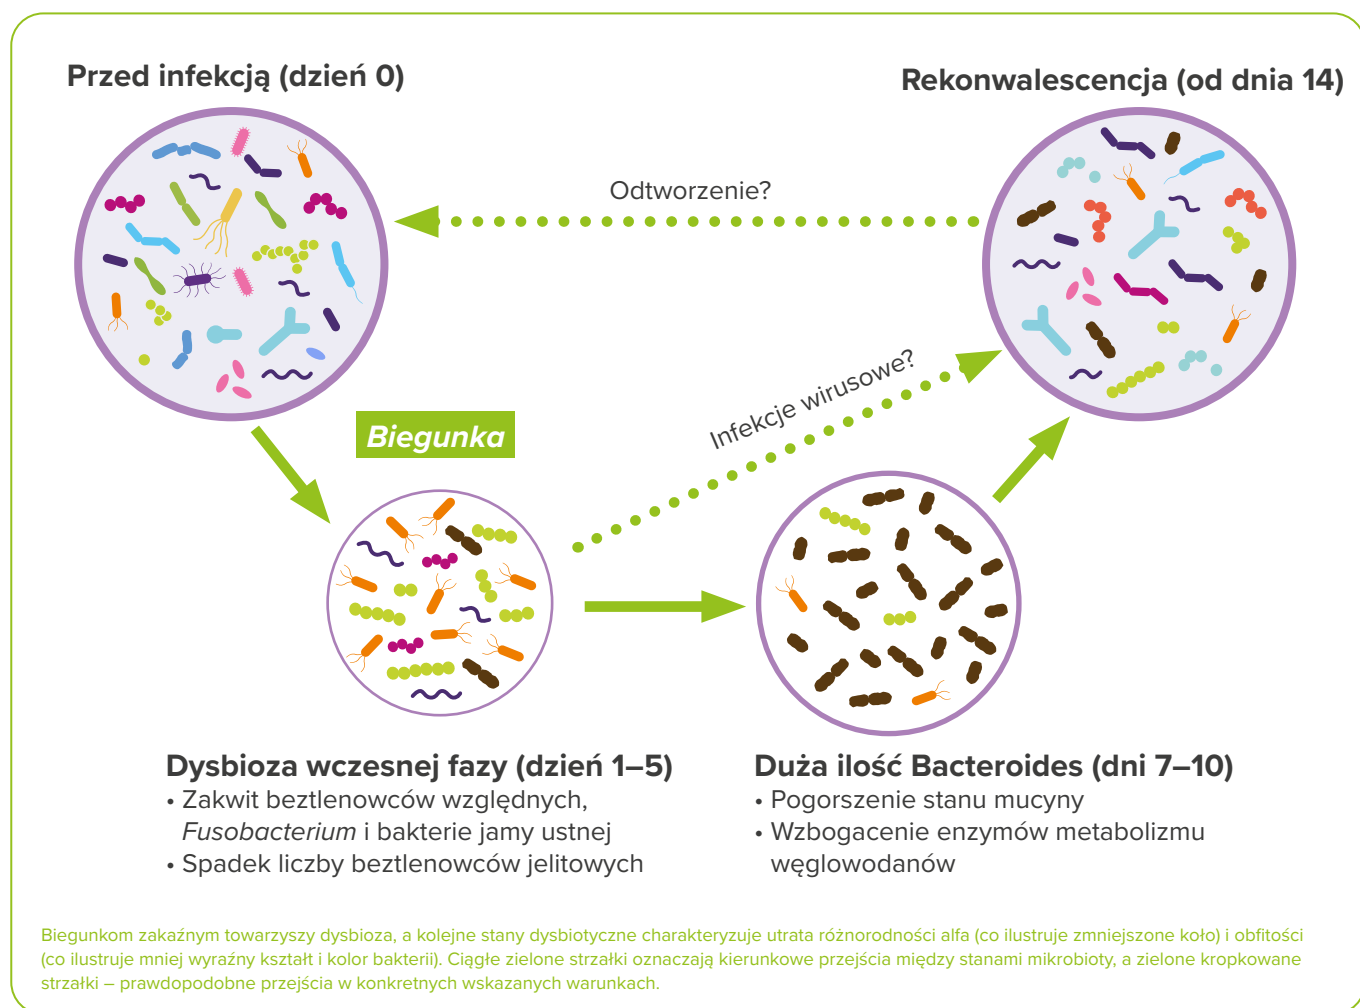 Przed infekcją (dzień 0)
Rekonwalescencja (od dnia 14)
Odtworzenie?
Infekcje wirusowe?
Biegunka
Dysbioza wczesnej fazy (dzień 1–5)
• Zakwit beztlenowców względnych,
Fusobacterium i bakterie jamy ustnej
• Spadek liczby beztlenowców jelitowych
Duża ilość Bacteroides (dni 7–10)
• Pogorszenie stanu mucyny
• Wzbogacenie enzymów metabolizmu
węglowodanów
Biegunkom zakaźnym towarzyszy dysbioza, a kolejne stany dysbiotyczne charakteryzuje utrata różnorodności alfa (co ilustruje zmniejszone koło) i obfitości
(co ilustruje mniej wyraźny kształt i kolor bakterii). Ciągłe zielone strzałki oznaczają kierunkowe przejścia między stanami mikrobioty, a zielone kropkowane
strzałki – prawdopodobne przejścia w konkretnych wskazanych warunkach.